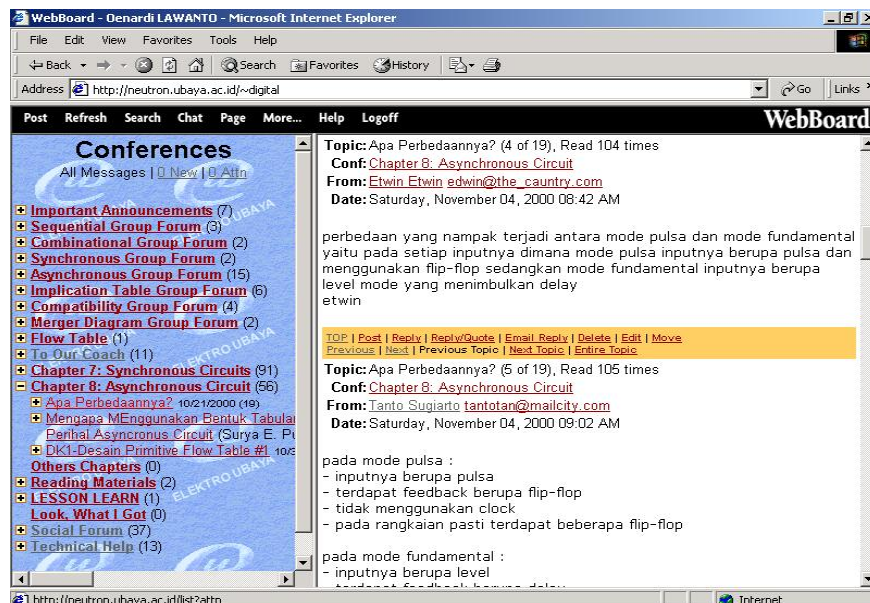 WebBoard - Oenardi LAWANTO - Microsoft Internet Explorer
File Edit View Favorites Tools Help
Back Search Favorites History
Address http://neutron.ubaya.ac.id/~digital Go Links
Post Refresh Search Chat Page More... Help Logoff WebBoard
Conferences
All Messages | 0 New | 0 Attn
Important Announcements (7)
Sequential Group Forum (3)
Combinational Group Forum (2)
Synchronous Group Forum (2)
Asynchronous Group Forum (15)
Implication Table Group Forum (6)
Compatibility Group Forum (4)
Merger Diagram Group Forum (2)
Flow Table (1)
To Our Coach (11)
Chapter 7: Synchronous Circuits (91)
Chapter 8: Asynchronous Circuit (56)
Apa Perbedaannya? 10/21/2000 (19)
Mengapa MEnggunakan Bentuk Tabular
Perihal Asyncronus Circuit (Surya E. Pu
DK1-Desain Primitive Flow Table #1 10/3
Others Chapters (0)
Reading Materials (2)
LESSON LEARN (1)
Look, What I Got (0)
Social Forum (37)
Technical Help (13)
Topic: Apa Perbedaannya? (4 of 19), Read 104 times
Conf: Chapter 8: Asynchronous Circuit
From: Etwin Etwin edwin@the_cauntry.com
Date: Saturday, November 04, 2000 08:42 AM
perbedaan yang nampak terjadi antara mode pulsa dan mode fundamental
yaitu pada setiap inputnya dimana mode pulsa inputnya berupa pulsa dan
menggunakan flip-flop sedangkan mode fundamental inputnya berupa
level mode yang menimbulkan delay
etwin
TOP | Post | Reply | Reply/Quote | Email Reply | Delete | Edit | Move
Previous | Next | Previous Topic | Next Topic | Entire Topic
Topic: Apa Perbedaannya? (5 of 19), Read 105 times
Conf: Chapter 8: Asynchronous Circuit
From: Tanto Sugiarto tantotan@mailcity.com
Date: Saturday, November 04, 2000 09:02 AM
pada mode pulsa :
- inputnya berupa pulsa
- terdapat feedback berupa flip-flop
- tidak menggunakan clock
- pada rangkaian pasti terdapat beberapa flip-flop
pada mode fundamental :
- inputnya berupa level
- terdapat feedback berupa delay
http://neutron.ubaya.ac.id/list?attn Internet